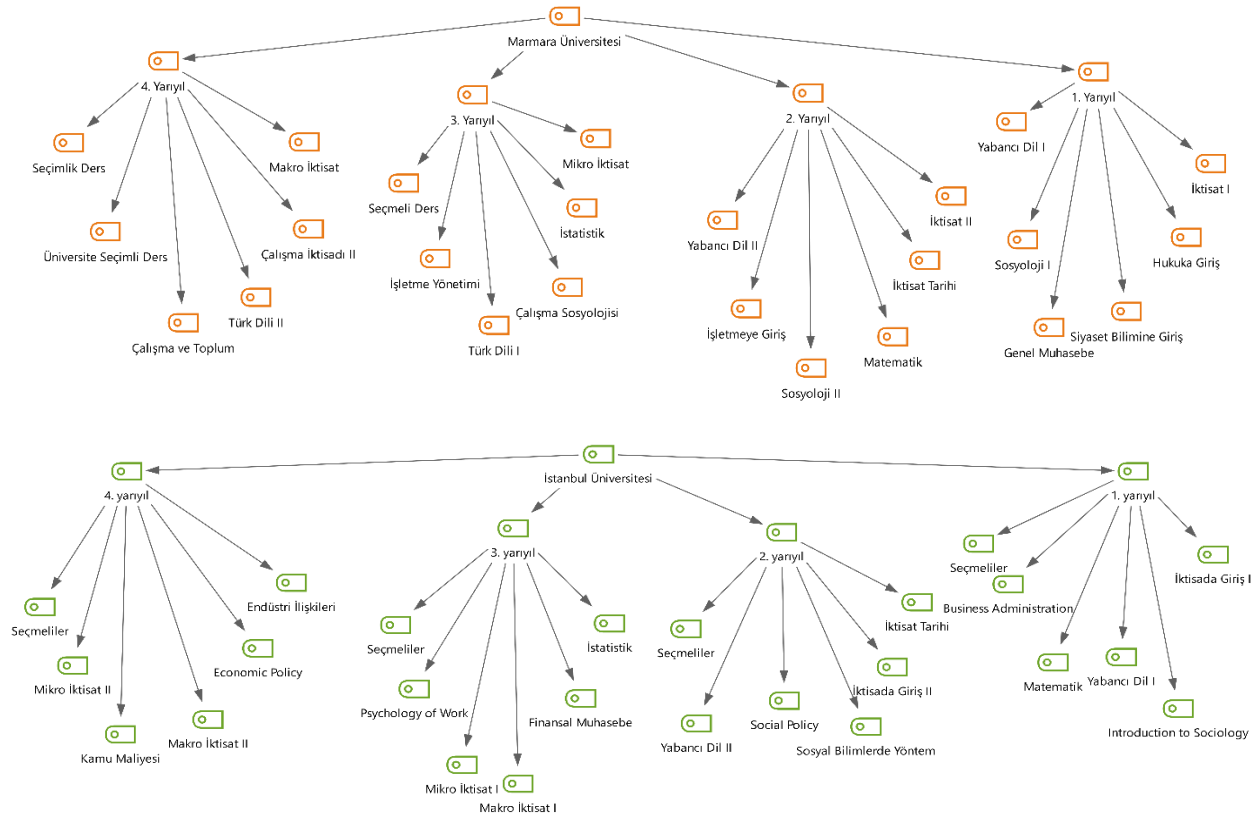 Marmara Üniversitesi
4. Yarıyıl
3. Yarıyıl
2. Yarıyıl
1. Yarıyıl
Seçimlik Ders
Makro İktisat
Üniversite Seçimli Ders
Çalışma İktisadı II
Türk Dili II
Çalışma ve Toplum
Mikro İktisat
Seçmeli Ders
İstatistik
İşletme Yönetimi
Çalışma Sosyolojisi
Türk Dili I
Yabancı Dil II
İktisat II
İktisat Tarihi
İşletmeye Giriş
Matematik
Sosyoloji II
Yabancı Dil I
İktisat I
Sosyoloji I
Hukuka Giriş
Siyaset Bilimine Giriş
Genel Muhasebe
İstanbul Üniversitesi
4. yarıyıl
3. yarıyıl
2. yarıyıl
1. yarıyıl
Seçmeliler
Endüstri İlişkileri
Economic Policy
Mikro İktisat II
Makro İktisat II
Kamu Maliyesi
Seçmeliler
İstatistik
Psychology of Work
Finansal Muhasebe
Mikro İktisat I
Makro İktisat I
Seçmeliler
İktisat Tarihi
İktisada Giriş II
Yabancı Dil II
Social Policy
Sosyal Bilimlerde Yöntem
Seçmeliler
İktisada Giriş I
Business Administration
Matematik
Yabancı Dil I
Introduction to Sociology